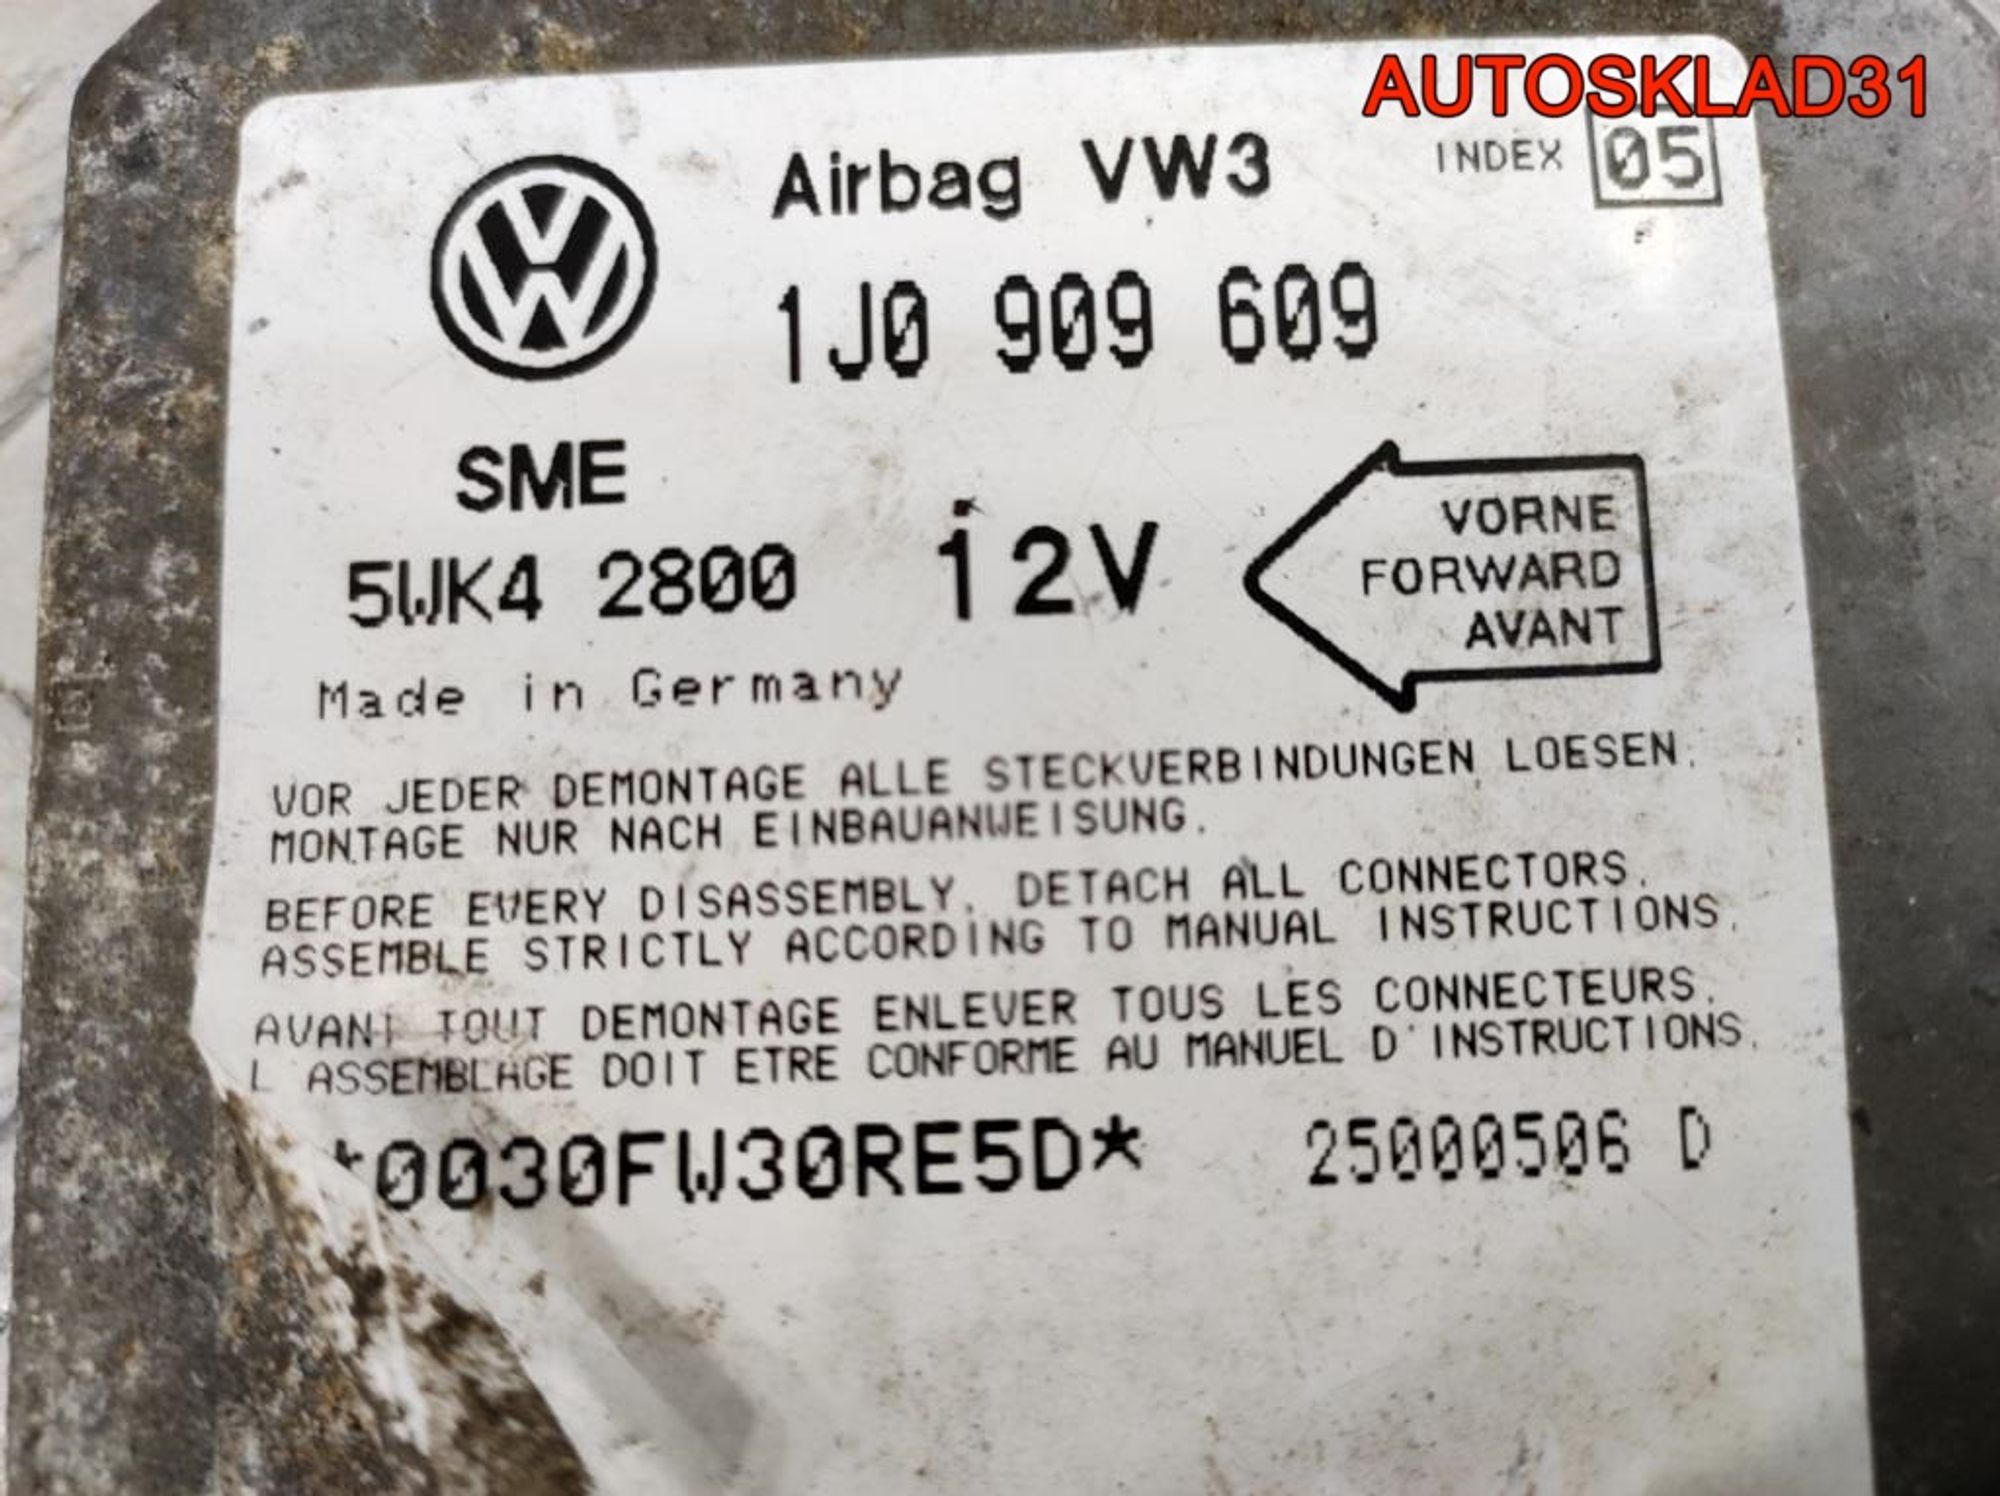 AUTOSKLAD31
Airbag VW3
INDEX 05
1J0 909 609
SME
5WK4 2800
12V
VORNE
FORWARD
AVANT
Made in Germany
VOR JEDER DEMONTAGE ALLE STECKVERBINDUNGEN LOESEN.
MONTAGE NUR NACH EINBAUANWEISUNG.
BEFORE EVERY DISASSEMBLY, DETACH ALL CONNECTORS.
ASSEMBLE STRICTLY ACCORDING TO MANUAL INSTRUCTIONS.
AVANT TOUT DEMONTAGE ENLEVER TOUS LES CONNECTEURS.
L'ASSEMBLAGE DOIT ETRE CONFORME AU MANUEL D'INSTRUCTIONS.
*0030FW30RE5D*
25000506 D